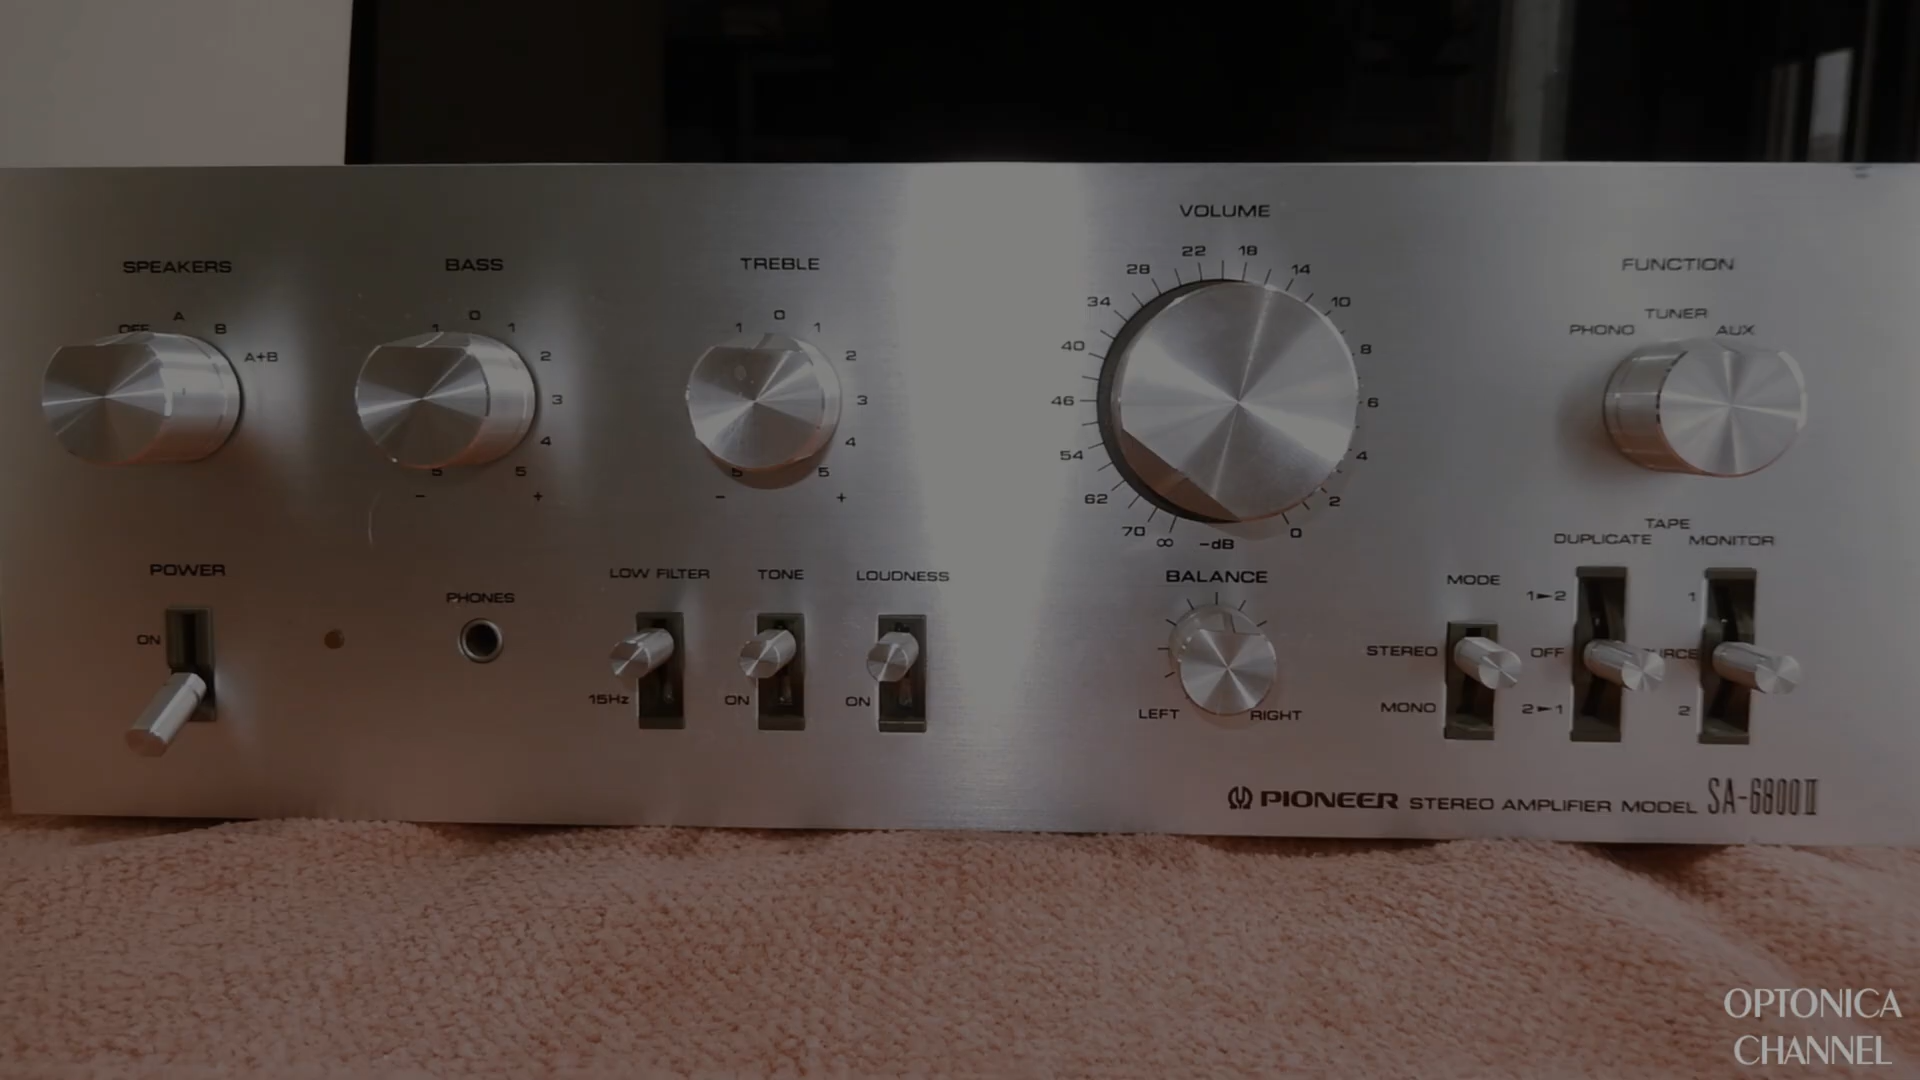 VOLUME
SPEAKERS
BASS
TREBLE
FUNCTION
OFF A B A+B
1 0 1 2 3 4 5 + 5 -
1 0 1 2 3 4 5 + 5 -
∞ 70 62 54 46 40 34 28 22 18 14 10 8 6 4 2 0
-dB
PHONO TUNER AUX
TAPE
DUPLICATE MONITOR
POWER
ON
PHONES
LOW FILTER
15Hz
TONE
ON
LOUDNESS
ON
BALANCE
LEFT RIGHT
MODE
STEREO
MONO
1►2
OFF
2►1
1
2
PIONEER STEREO AMPLIFIER MODEL SA-6800II
OPTONICA
CHANNEL